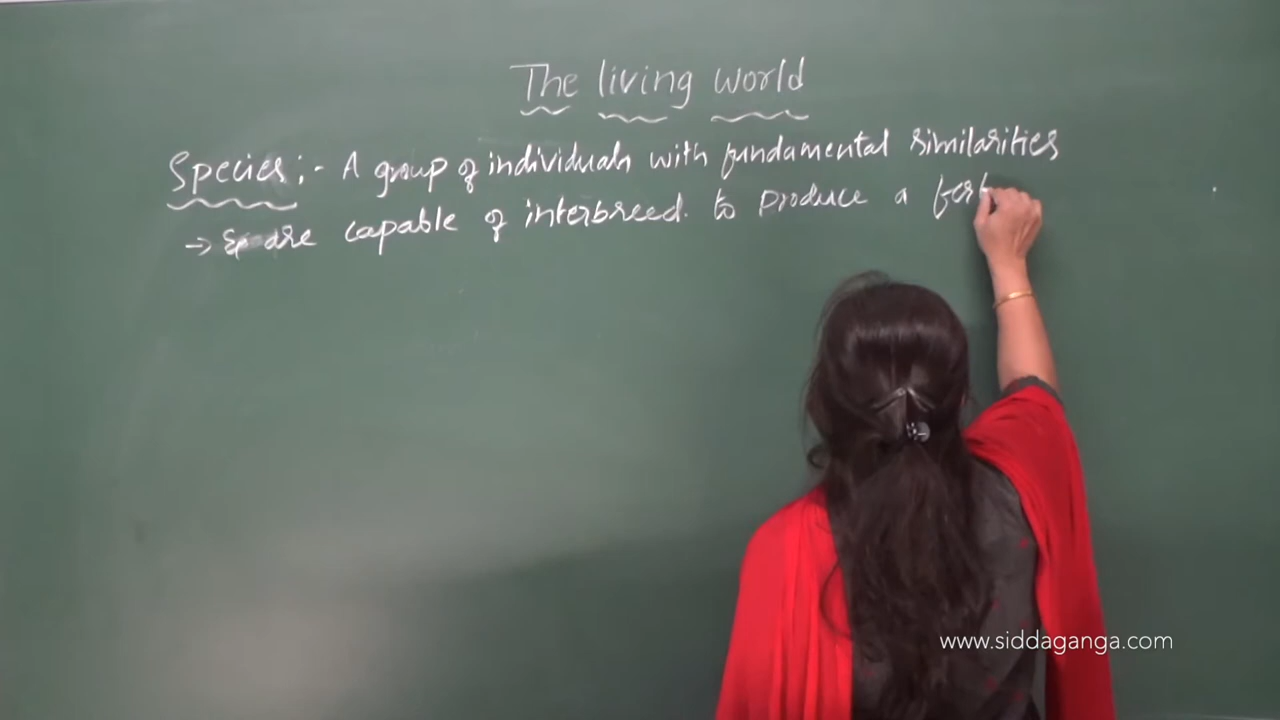 The living world
Species:- A group of individuals with fundamental similarities
→ are capable of interbreed. to produce a
www.siddaganga.com